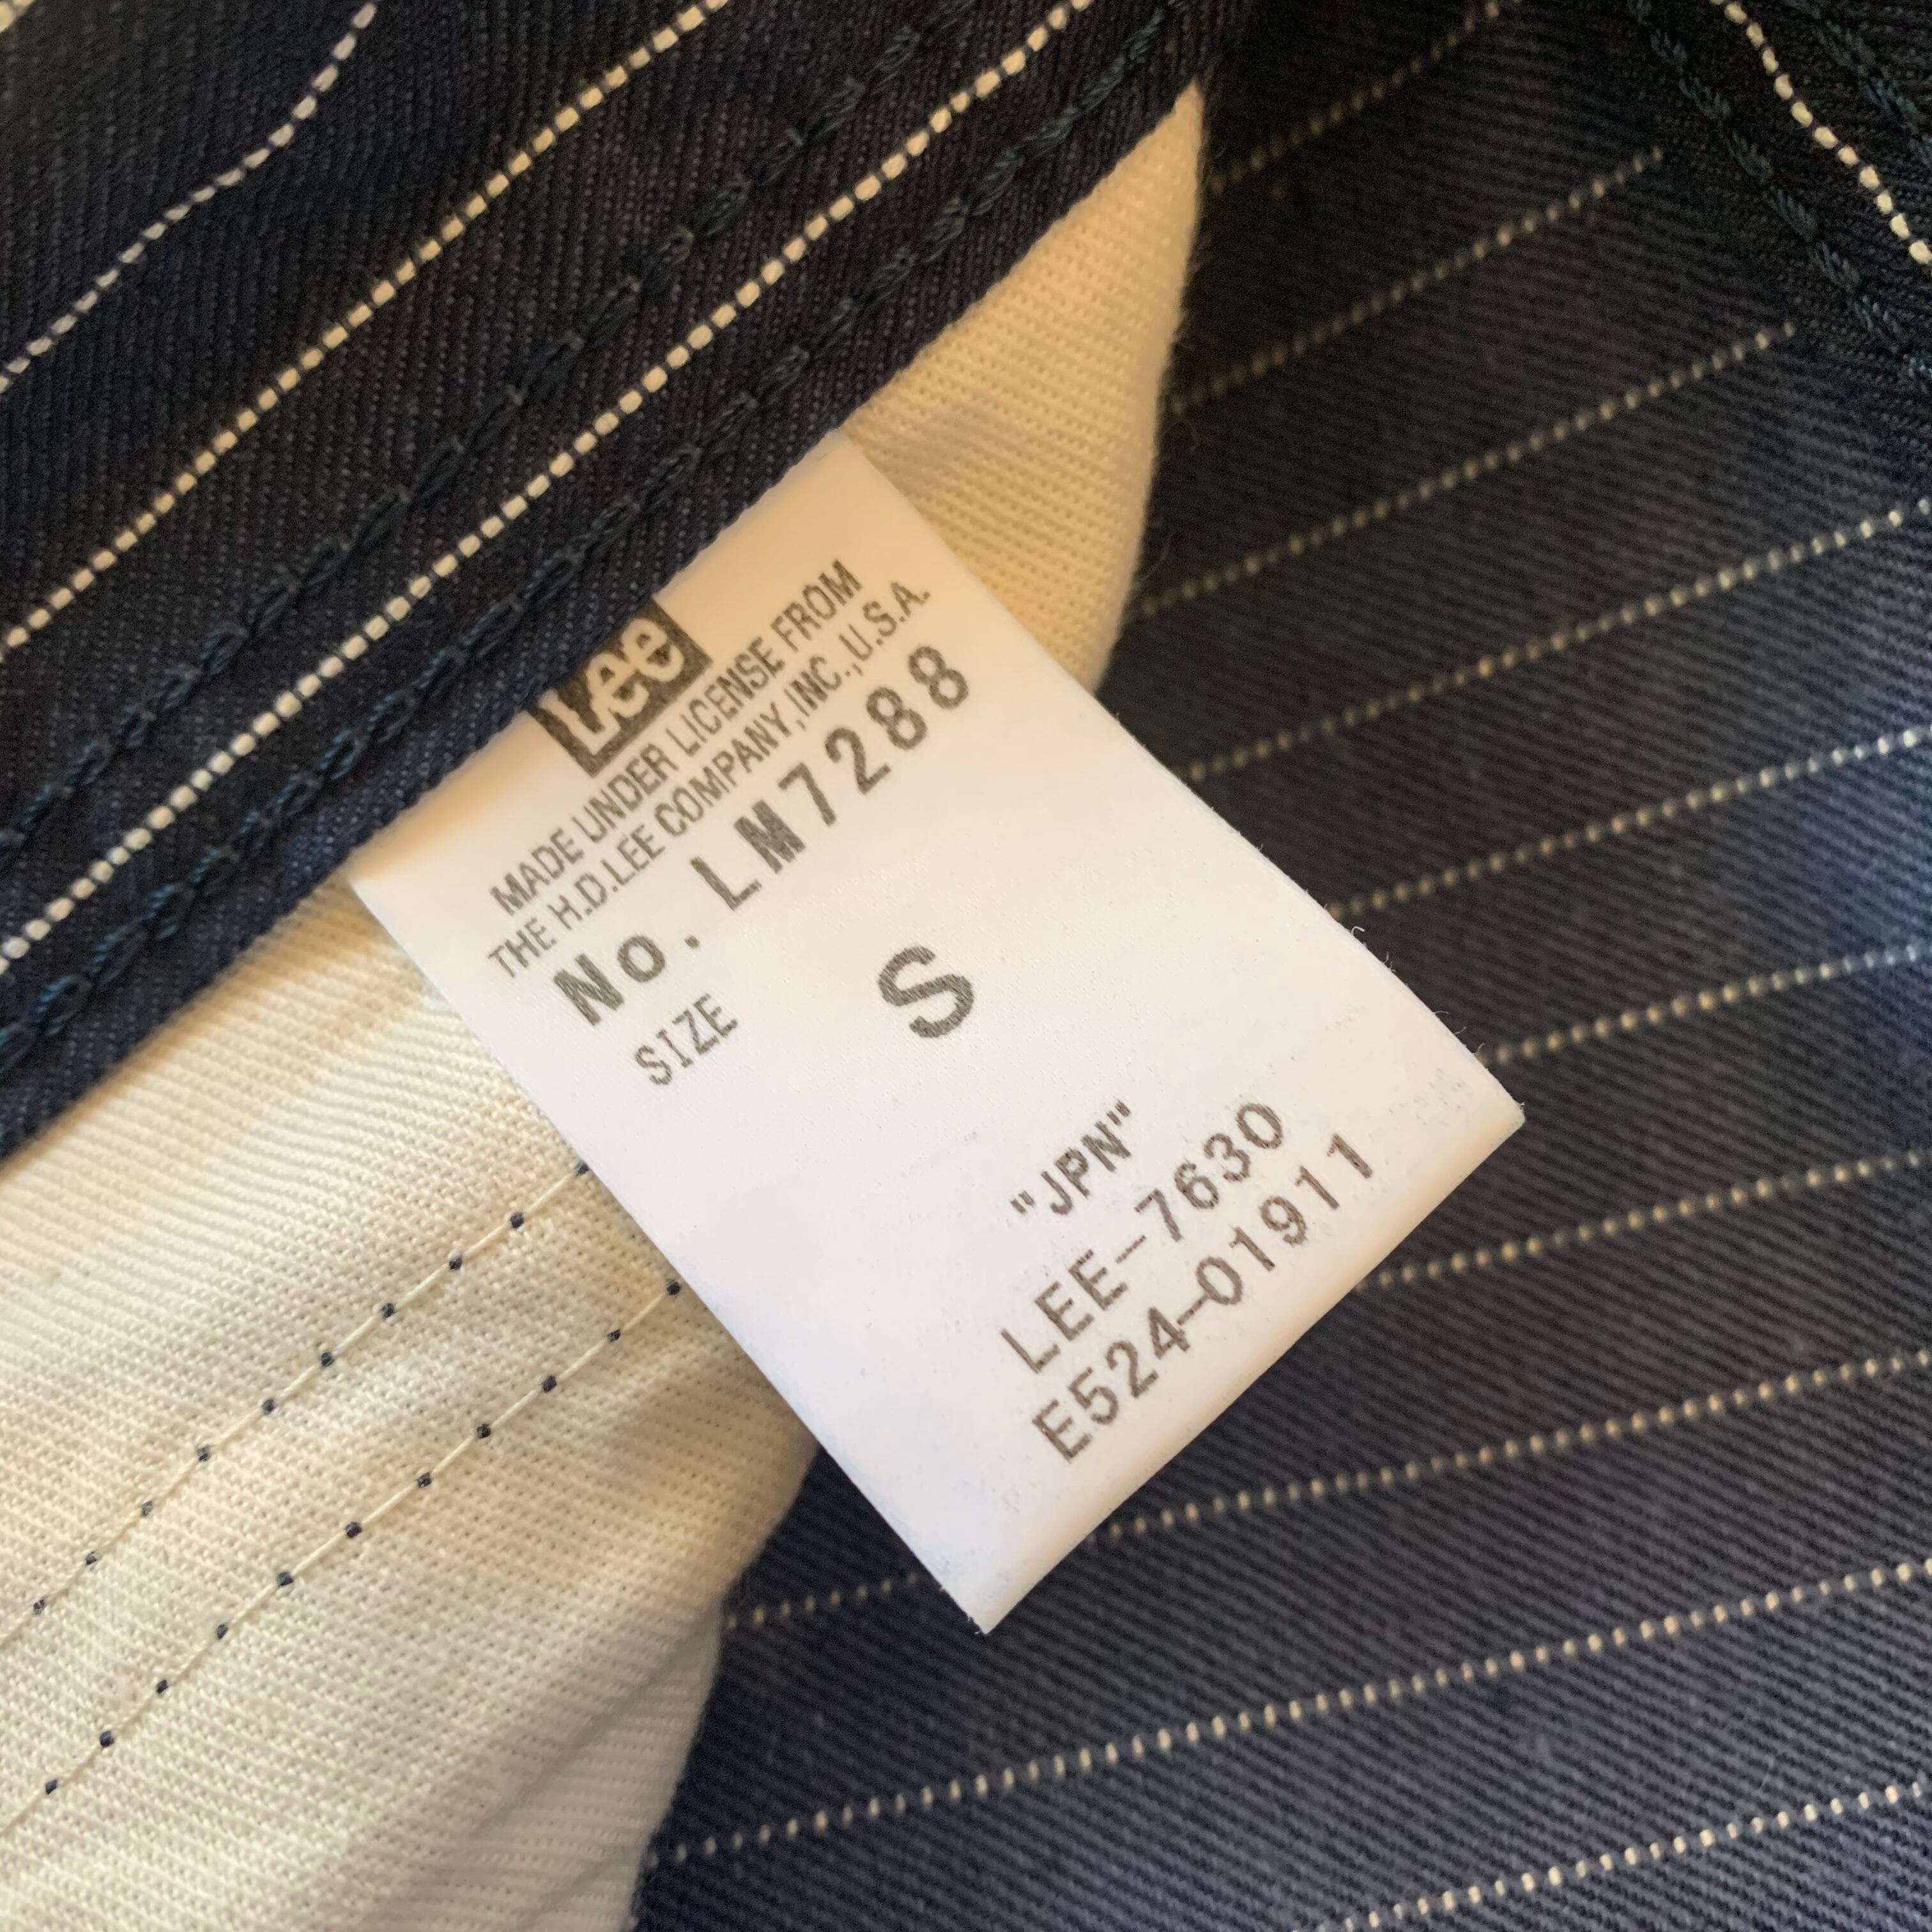 Lee
MADE UNDER LICENSE FROM
THE H.D.LEE COMPANY,INC.,U.S.A.
No. LM7288
SIZE S
"JPN"
LEE-7630
E524-01911